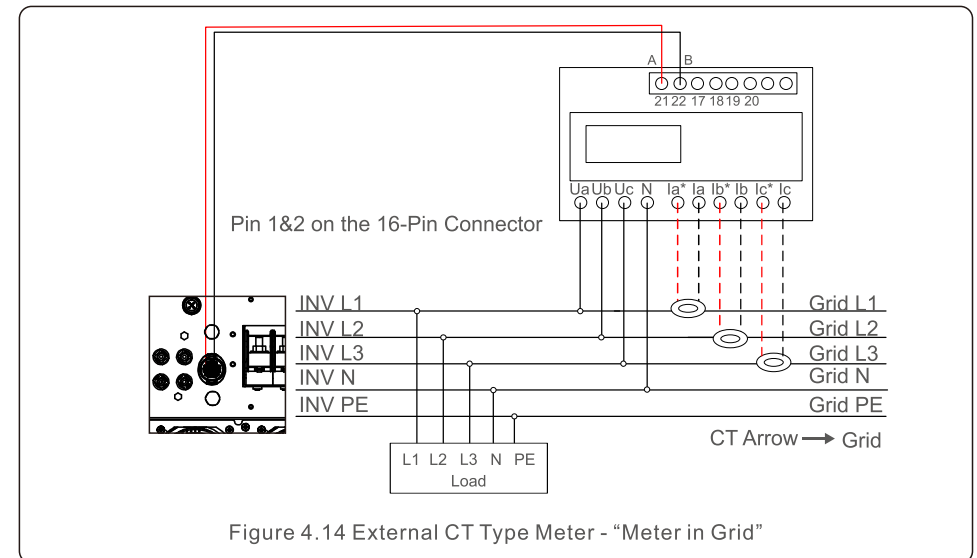 A B
21 22 17 18 19 20
Ua Ub Uc N Ia* Ia Ib* Ib Ic* Ic
Pin 1&2 on the 16-Pin Connector
INV L1 Grid L1
INV L2 Grid L2
INV L3 Grid L3
INV N Grid N
INV PE Grid PE
CT Arrow → Grid
L1 L2 L3 N PE
Load
Figure 4.14 External CT Type Meter - “Meter in Grid”